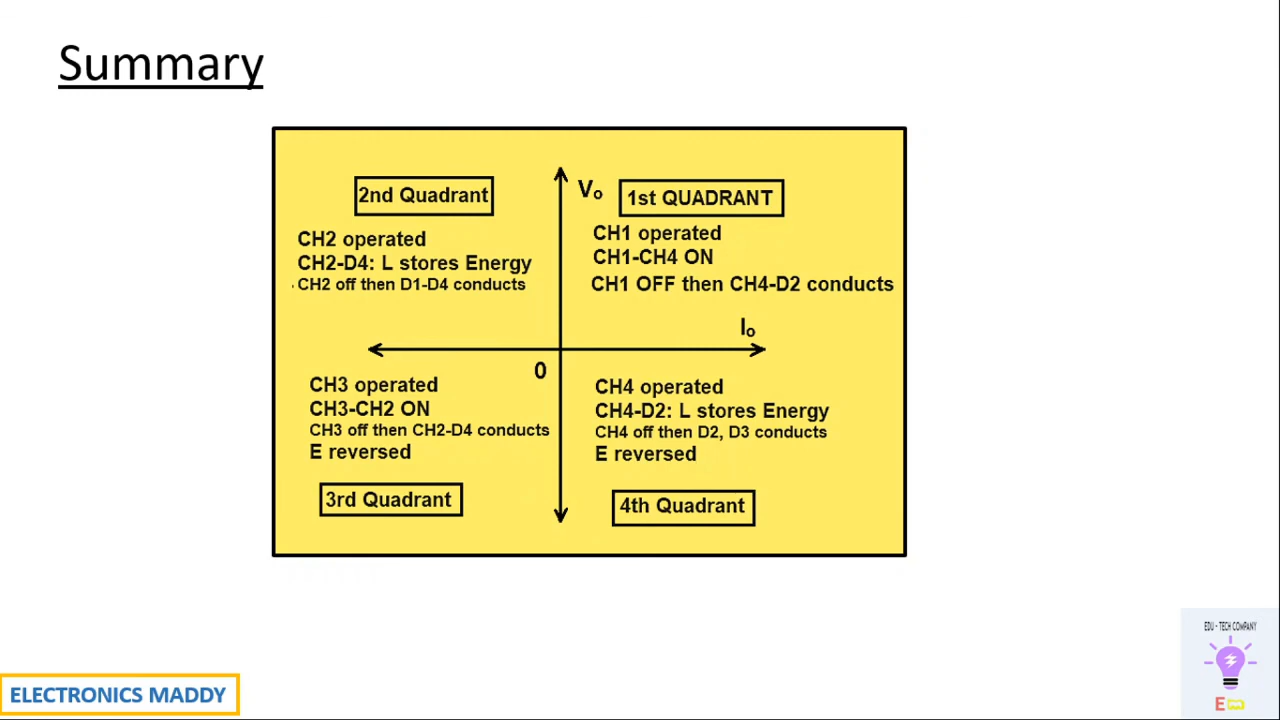 Summary
2nd Quadrant
CH2 operated
CH2-D4: L stores Energy
CH2 off then D1-D4 conducts
Vo
1st QUADRANT
CH1 operated
CH1-CH4 ON
CH1 OFF then CH4-D2 conducts
Io
0
CH3 operated
CH3-CH2 ON
CH3 off then CH2-D4 conducts
E reversed
3rd Quadrant
CH4 operated
CH4-D2: L stores Energy
CH4 off then D2, D3 conducts
E reversed
4th Quadrant
ELECTRONICS MADDY
EDU - TECH COMPANY
Em